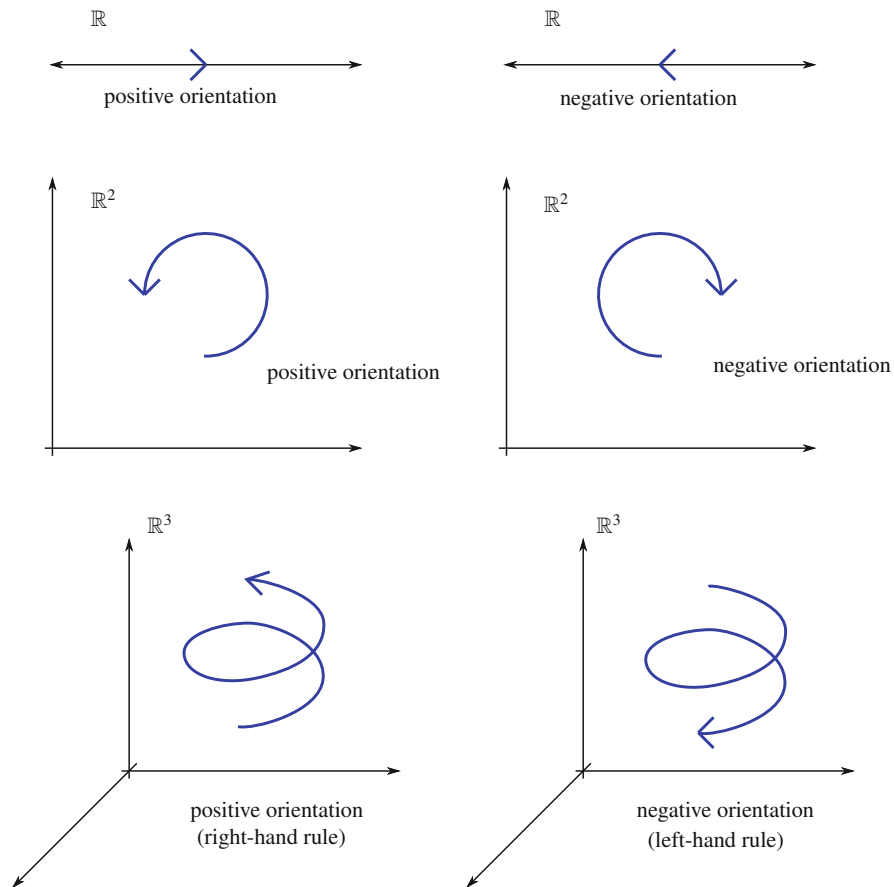 ℝ
ℝ
positive orientation
negative orientation
ℝ²
ℝ²
positive orientation
negative orientation
ℝ³
ℝ³
positive orientation
(right-hand rule)
negative orientation
(left-hand rule)